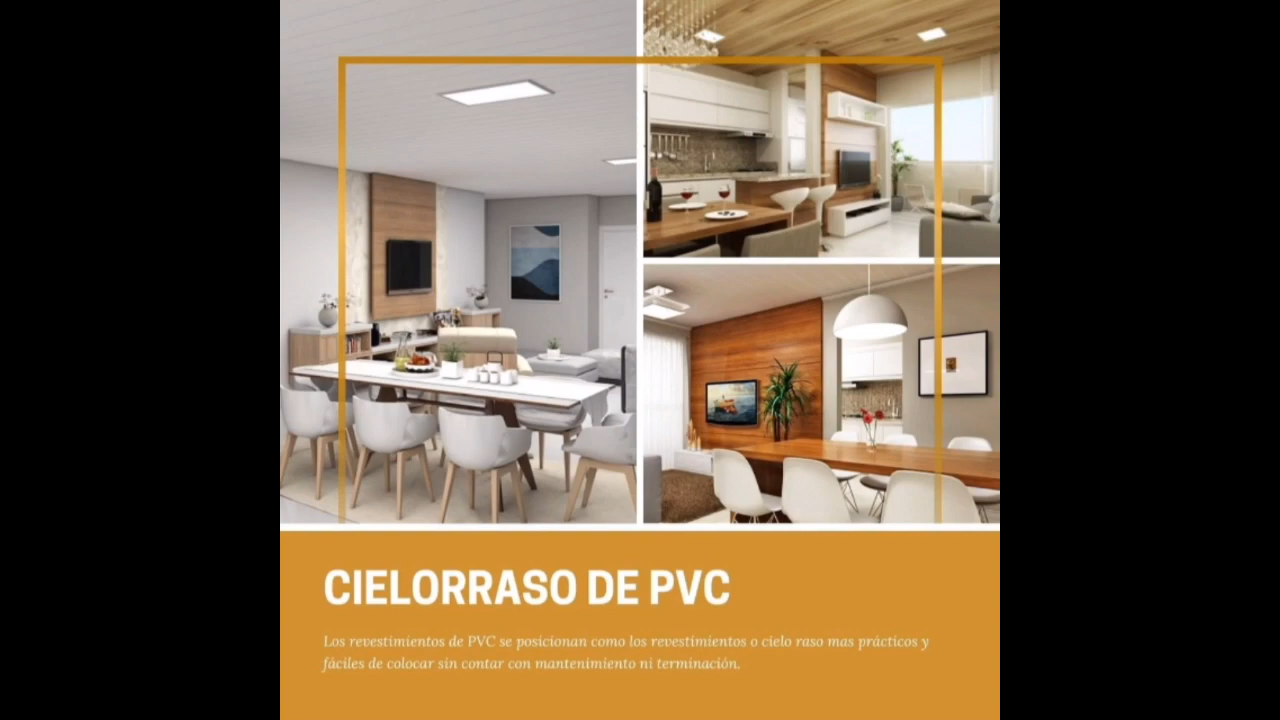 CIELORRASO DE PVC
Los revestimientos de PVC se posicionan como los revestimientos o cielo raso mas prácticos y
fáciles de colocar sin contar con mantenimiento ni terminación.